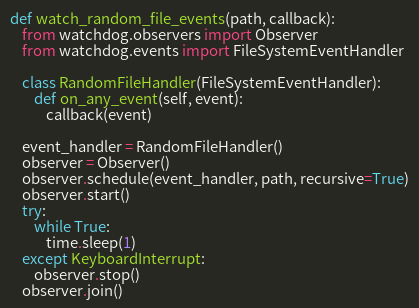 def watch_random_file_events(path, callback):
    from watchdog.observers import Observer
    from watchdog.events import FileSystemEventHandler

    class RandomFileHandler(FileSystemEventHandler):
        def on_any_event(self, event):
            callback(event)

    event_handler = RandomFileHandler()
    observer = Observer()
    observer.schedule(event_handler, path, recursive=True)
    observer.start()
    try:
        while True:
            time.sleep(1)
    except KeyboardInterrupt:
        observer.stop()
    observer.join()